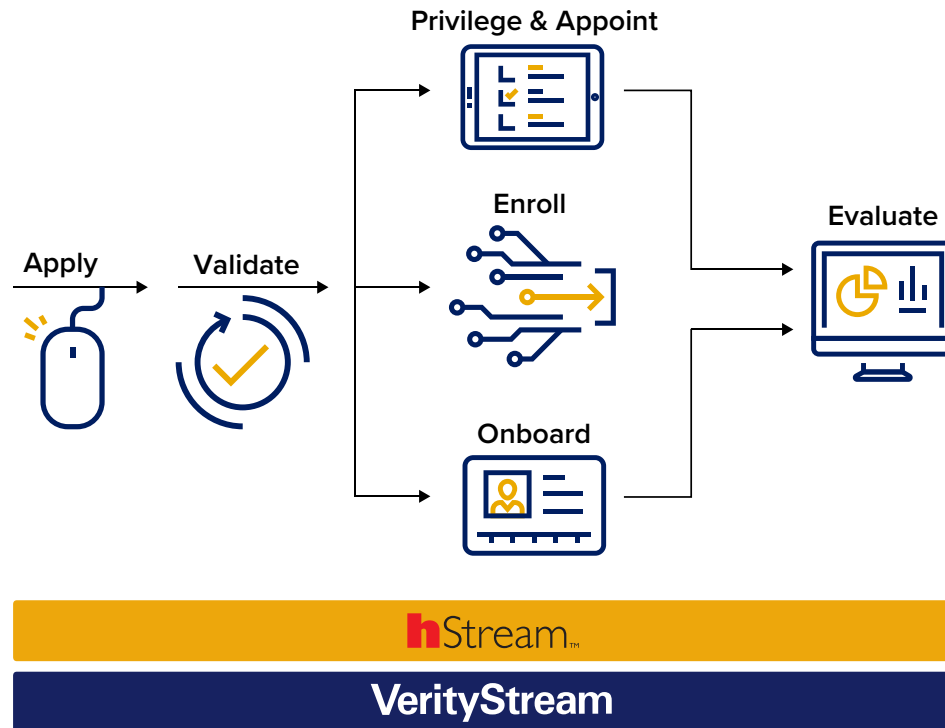 Privilege & Appoint
Enroll
Evaluate
Apply
Validate
Onboard
hStream™
VerityStream